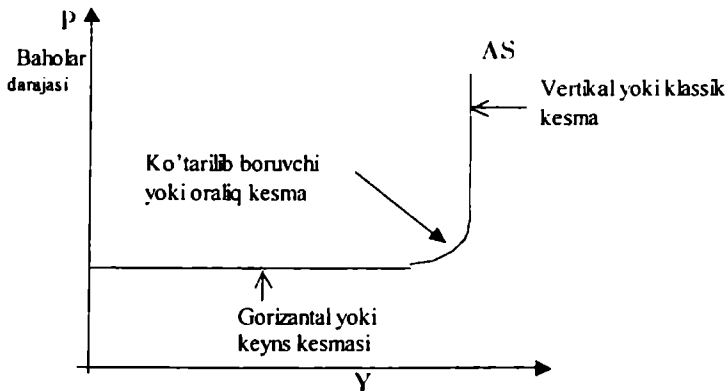 P
Baholar
darajasi
AS
Vertikal yoki klassik
kesma
Ko'tarilib boruvchi
yoki oraliq kesma
Gorizantal yoki
keyns kesmasi
Y